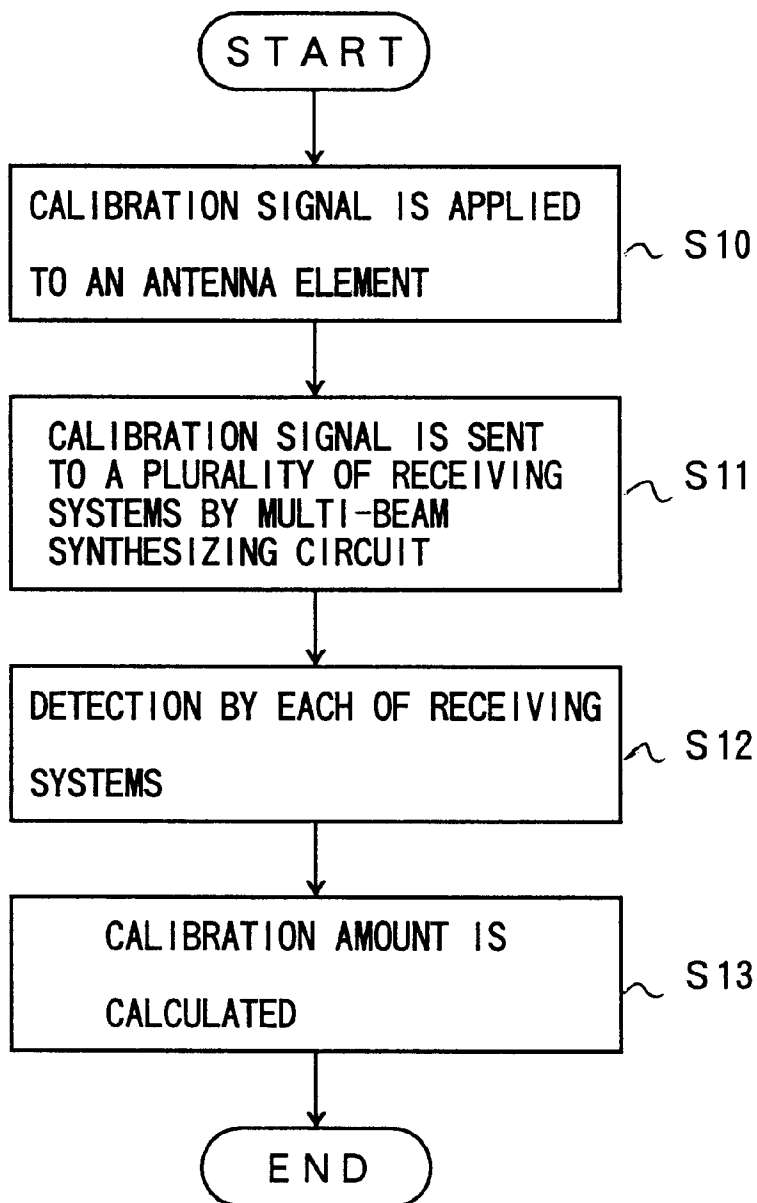 START
CALIBRATION SIGNAL IS APPLIED
TO AN ANTENNA ELEMENT
S10
CALIBRATION SIGNAL IS SENT
TO A PLURALITY OF RECEIVING
SYSTEMS BY MULTI-BEAM
SYNTHESIZING CIRCUIT
S11
DETECTION BY EACH OF RECEIVING
SYSTEMS
S12
CALIBRATION AMOUNT IS
CALCULATED
S13
END